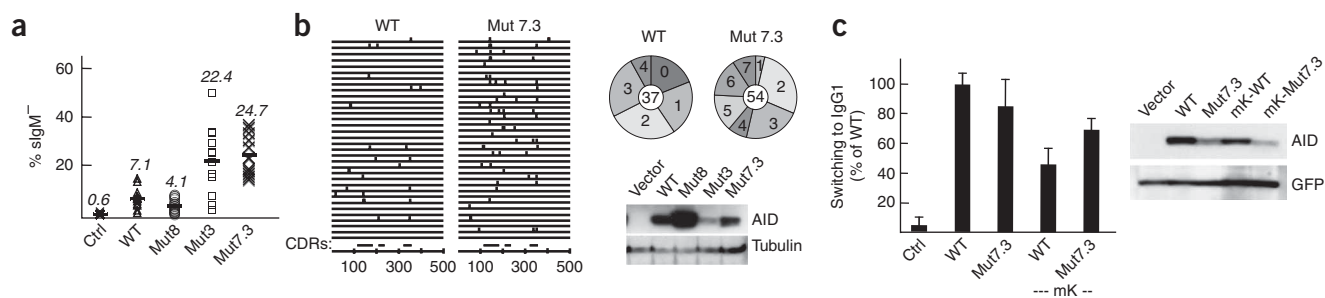 a
% sIgM⁻
60
40
20
0.6
7.1
4.1
22.4
24.7
Ctrl
WT
Mut8
Mut3
Mut7.3
b
WT
Mut 7.3
CDRs:
100 300 500
100 300 500
WT
Mut 7.3
4 0
3 37 1
2
7 1
6 2
54
5 3
4
Vector
WT
Mut8
Mut3
Mut7.3
AID
Tubulin
c
Switching to IgG1
(% of WT)
100
80
60
40
20
Ctrl
WT
Mut7.3
WT
Mut7.3
--- mK --
Vector
WT
Mut7.3
mK-WT
mK-Mut7.3
AID
GFP